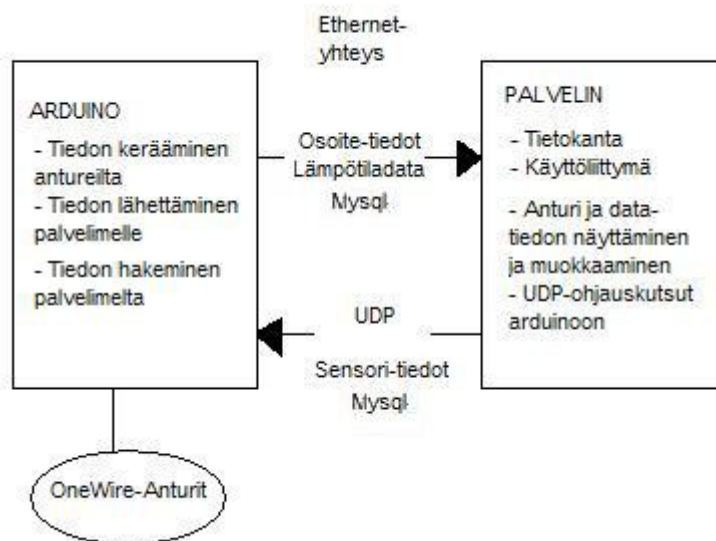 Ethernet-
yhteys
ARDUINO
- Tiedon kerääminen
antureilta
- Tiedon lähettäminen
palvelimelle
- Tiedon hakeminen
palvelimelta
Osoite-tiedot
Lämpötiladata
Mysql
UDP
Sensori-tiedot
Mysql
PALVELIN
- Tietokanta
- Käyttöliittymä
- Anturi ja data-
tiedon näyttäminen
ja muokkaaminen
- UDP-ohjauskutsut
arduinoon
OneWire-Anturit